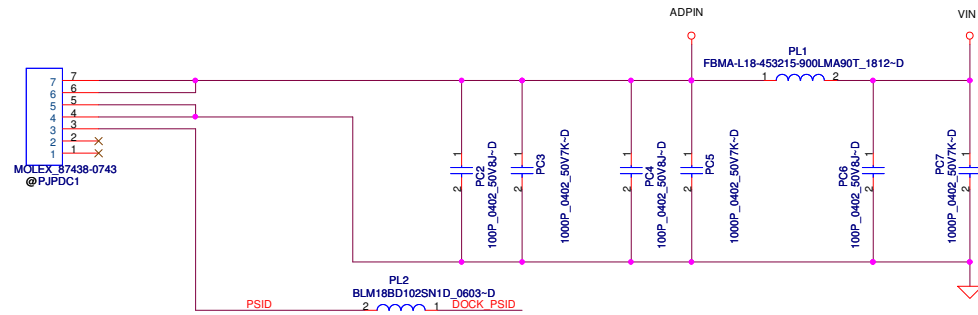 ADPIN
VIN
PL1
FBMA-L18-453215-900LMA90T_1812~D
1
2
7
7
6
6
5
5
4
4
3
3
2
2
1
1
MOLEX_87438-0743
@PJPDC1
1
2
PC2
100P_0402_50V8J~D
1
2
PC3
1000P_0402_50V7K~D
1
2
PC4
100P_0402_50V8J~D
1
2
PC5
1000P_0402_50V7K~D
1
2
PC6
100P_0402_50V8J~D
1
2
PC7
1000P_0402_50V7K~D
PL2
BLM18BD102SN1D_0603~D
PSID
2
1
DOCK_PSID